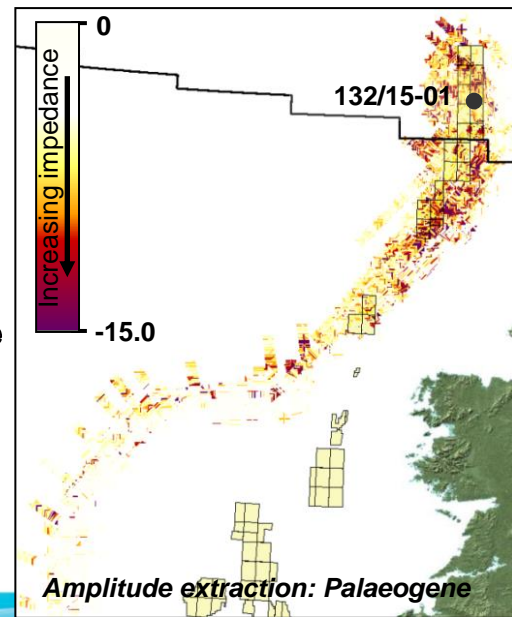 0
132/15-01
Increasing impedance
-15.0
e
Amplitude extraction: Palaeogene